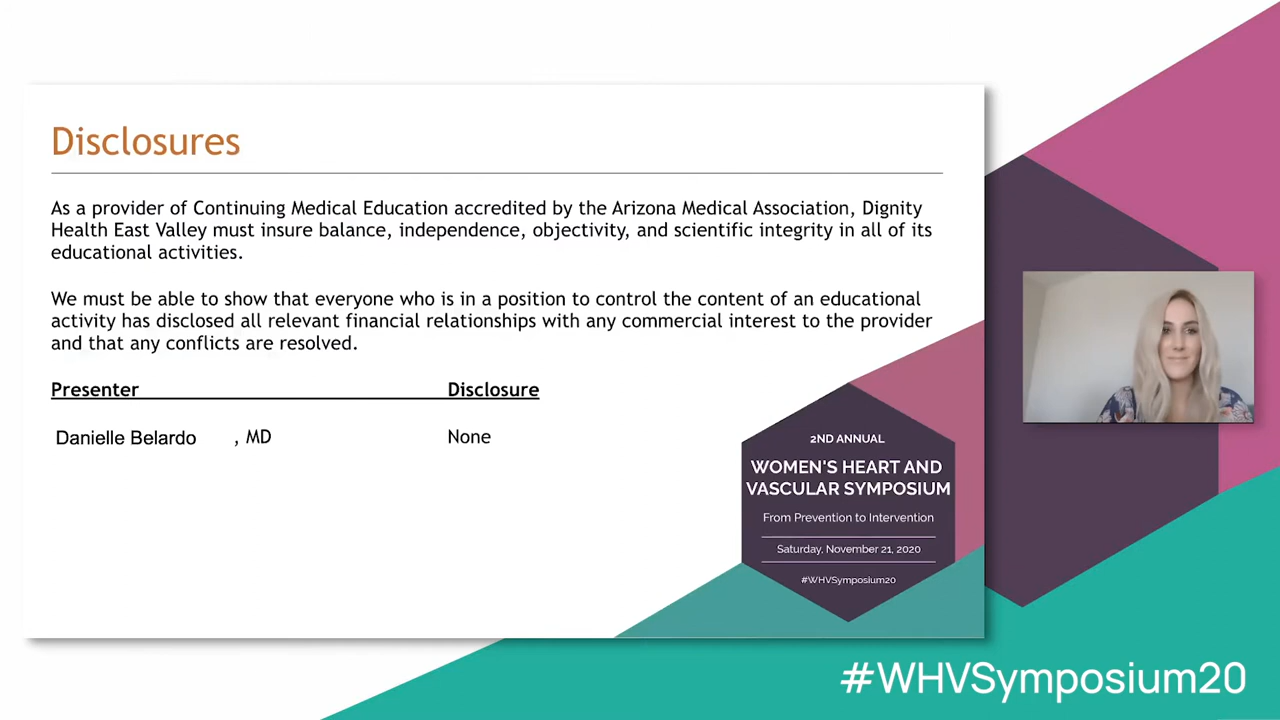 Disclosures
As a provider of Continuing Medical Education accredited by the Arizona Medical Association, Dignity
Health East Valley must insure balance, independence, objectivity, and scientific integrity in all of its
educational activities.
We must be able to show that everyone who is in a position to control the content of an educational
activity has disclosed all relevant financial relationships with any commercial interest to the provider
and that any conflicts are resolved.
Presenter Disclosure
Danielle Belardo , MD None
2ND ANNUAL
WOMEN'S HEART AND
VASCULAR SYMPOSIUM
From Prevention to Intervention
Saturday, November 21, 2020
#WHVSymposium20
#WHVSymposium20